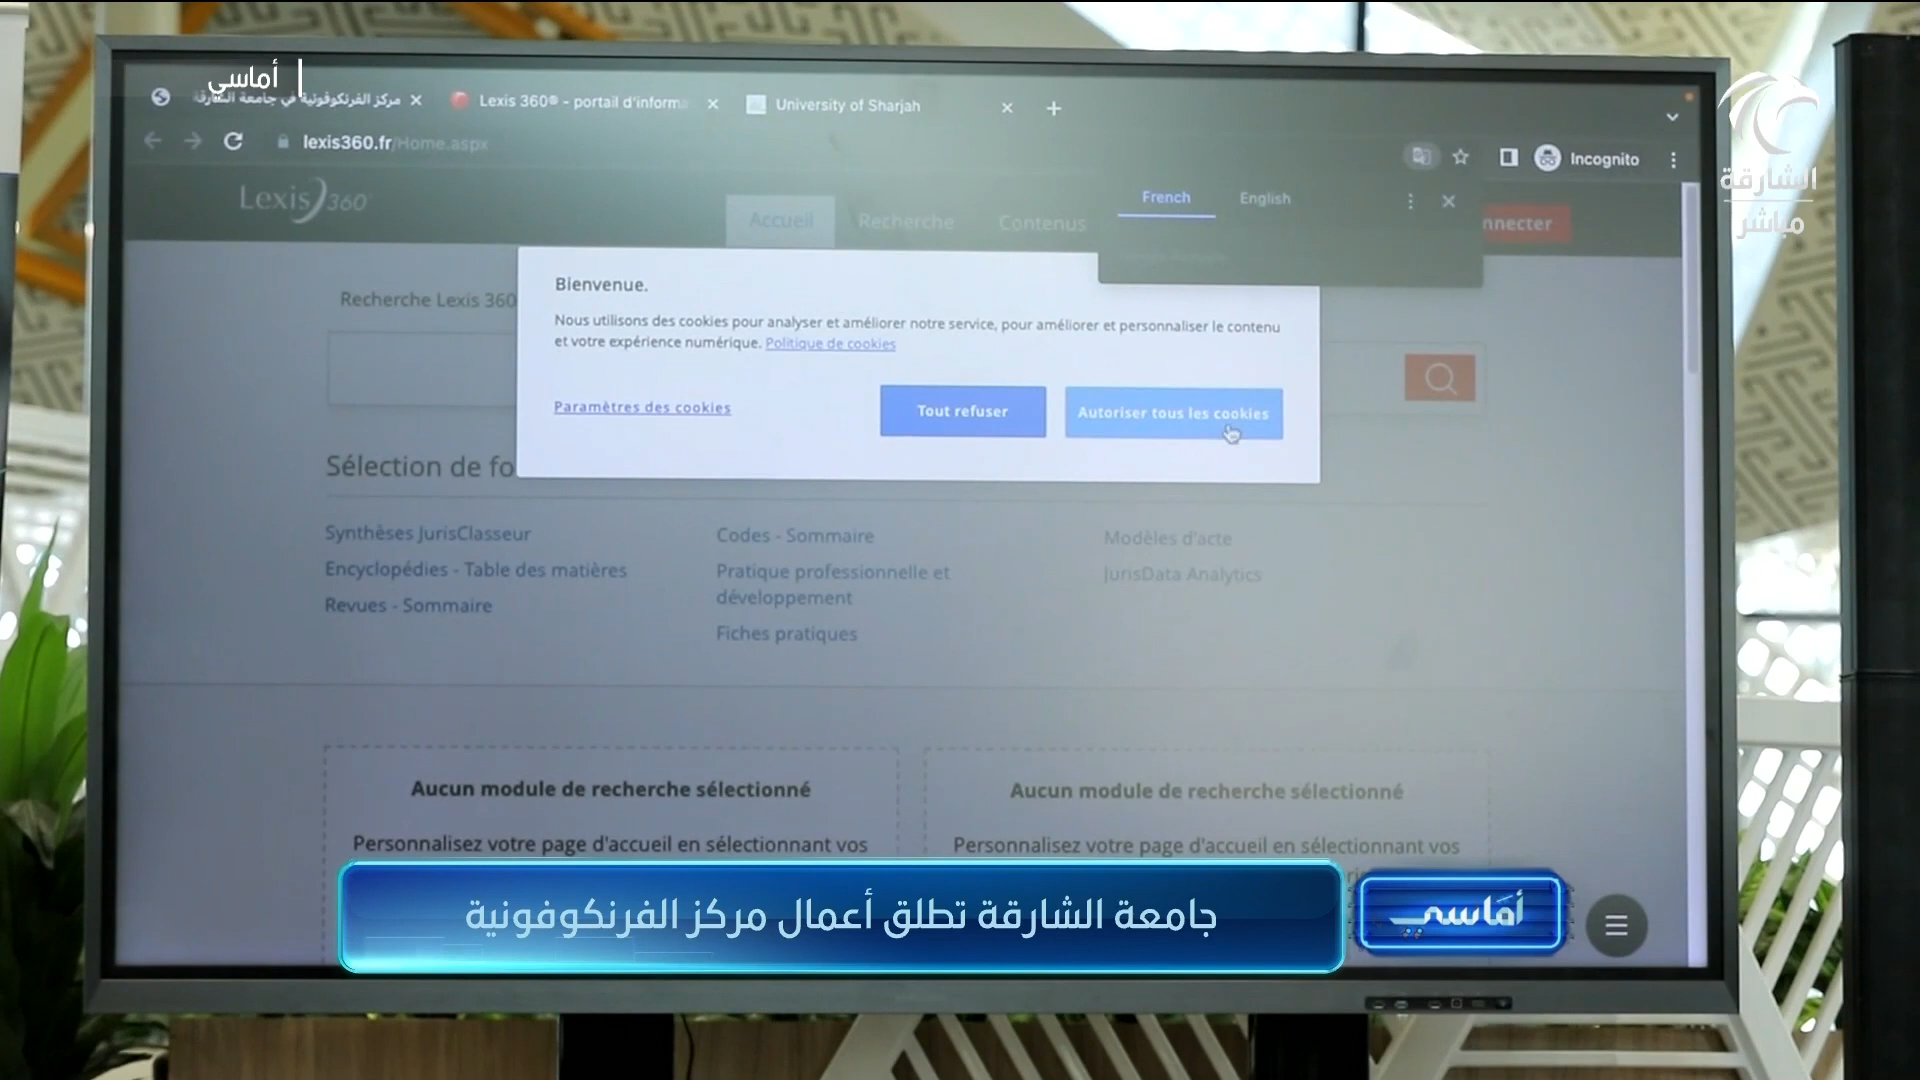 أماسي
مركز الفرنكوفونية في جامعة الشارقة
Lexis 360® - portail d'informa
University of Sharjah
lexis360.fr/Home.aspx
Incognito
الشارقة
مباشر
Lexis 360
Accueil
Recherche
Contenus
French
English
nnecter
Recherche Lexis 360
Bienvenue.
Nous utilisons des cookies pour analyser et améliorer notre service, pour améliorer et personnaliser le contenu
et votre expérience numérique. Politique de cookies
Paramètres des cookies
Tout refuser
Autoriser tous les cookies
Sélection de fo
Synthèses JurisClasseur
Encyclopédies - Table des matières
Revues - Sommaire
Codes - Sommaire
Pratique professionnelle et
développement
Fiches pratiques
Modèles d'acte
JurisData Analytics
Aucun module de recherche sélectionné
Personnalisez votre page d'accueil en sélectionnant vos
Aucun module de recherche sélectionné
Personnalisez votre page d'accueil en sélectionnant vos
جامعة الشارقة تطلق أعمال مركز الفرنكوفونية
أماسي